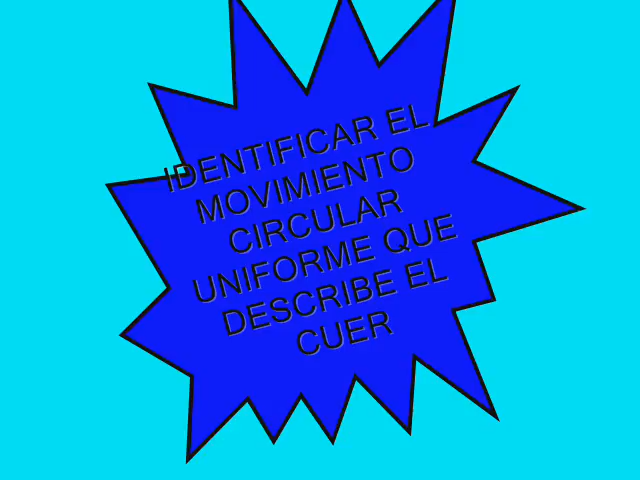 IDENTIFICAR EL
MOVIMIENTO
CIRCULAR
UNIFORME QUE
DESCRIBE EL
CUER